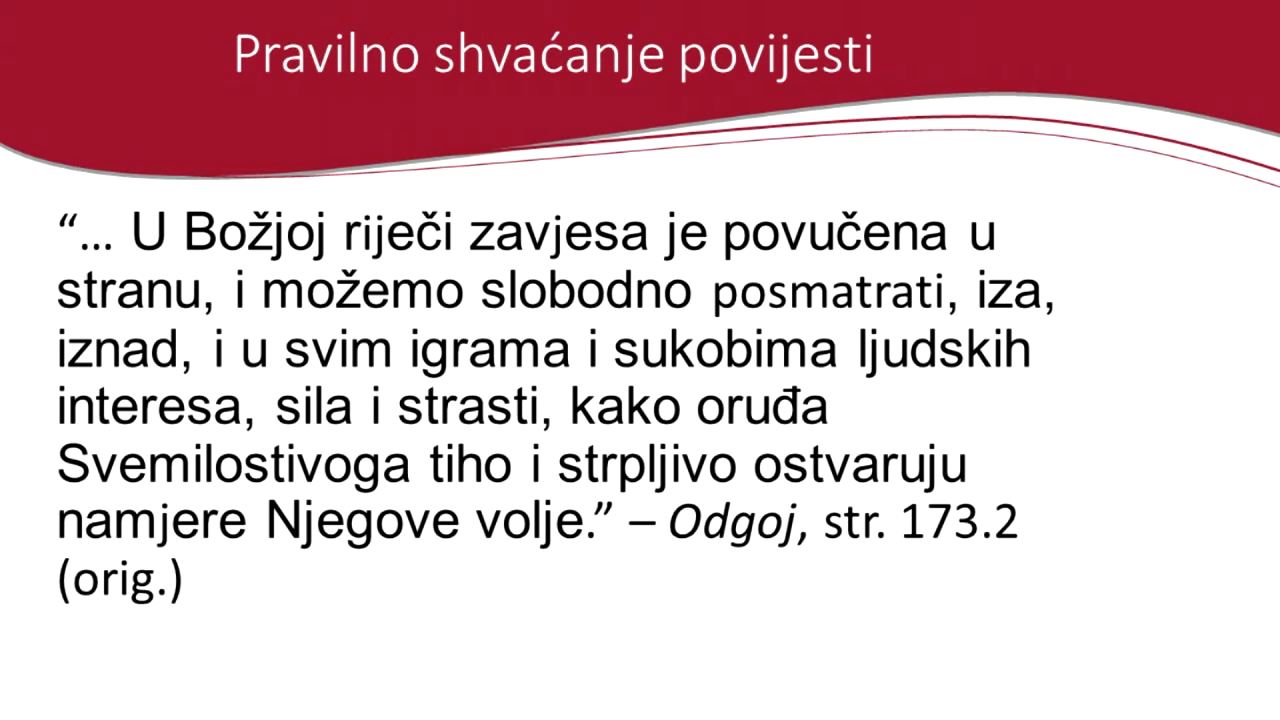 Pravilno shvaćanje povijesti
“… U Božjoj riječi zavjesa je povučena u
stranu, i možemo slobodno posmatrati, iza,
iznad, i u svim igrama i sukobima ljudskih
interesa, sila i strasti, kako oruđa
Svemilostivoga tiho i strpljivo ostvaruju
namjere Njegove volje.” – Odgoj, str. 173.2
(orig.)